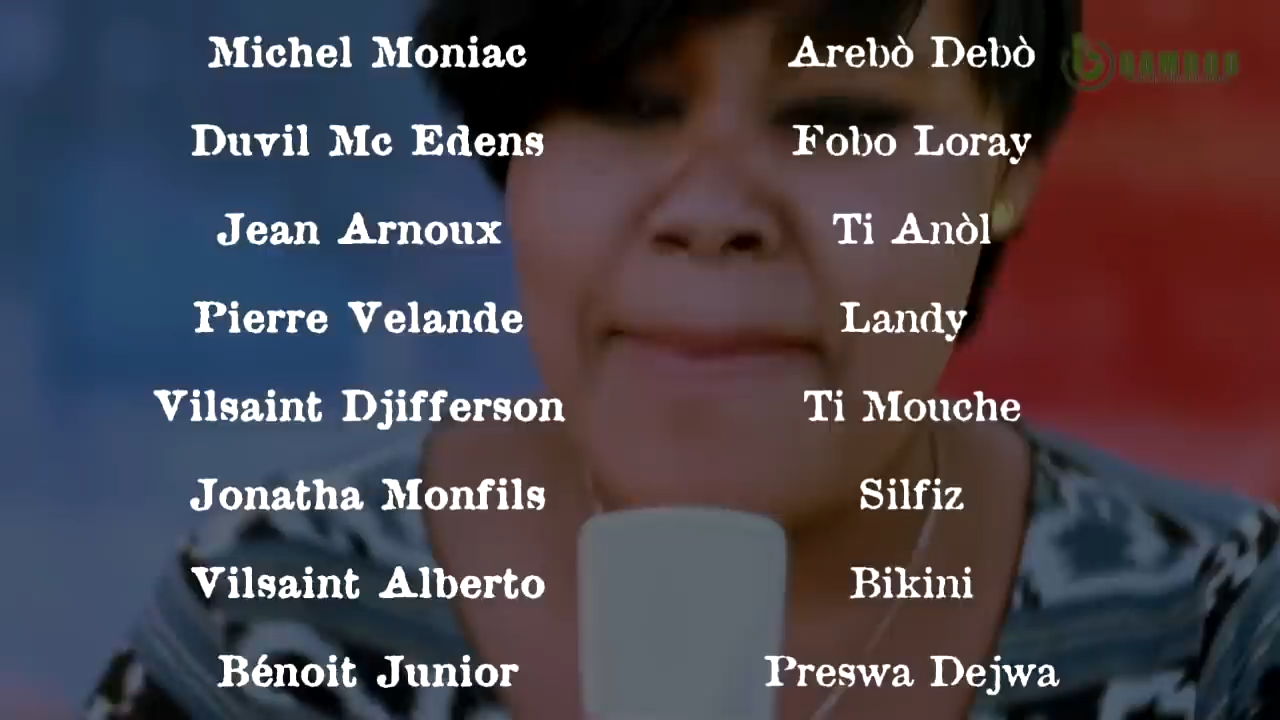 Michel Moniac Arebò Debò
Duvil Mc Edens Fobo Loray
Jean Arnoux Ti Anòl
Pierre Velande Landy
Vilsaint Djifferson Ti Mouche
Jonatha Monfils Silfiz
Vilsaint Alberto Bikini
Bénoit Junior Preswa Dejwa